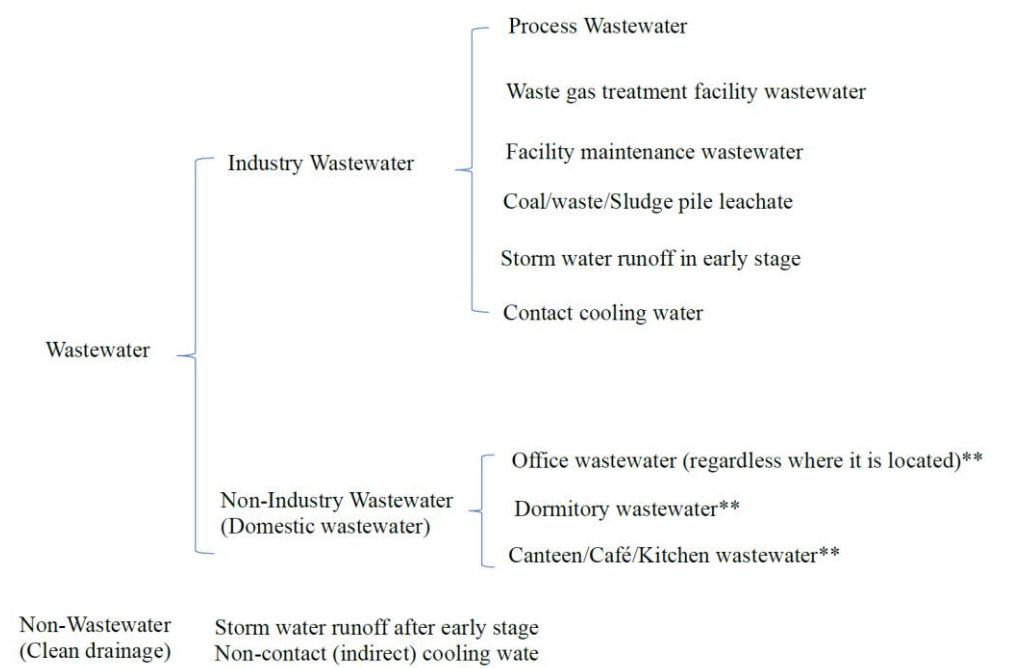 Process Wastewater
Waste gas treatment facility wastewater
Facility maintenance wastewater
Industry Wastewater
Coal/waste/Sludge pile leachate
Storm water runoff in early stage
Contact cooling water
Wastewater
Office wastewater (regardless where it is located)**
Non-Industry Wastewater
(Domestic wastewater)
Dormitory wastewater**
Canteen/Café/Kitchen wastewater**
Non-Wastewater
(Clean drainage)
Storm water runoff after early stage
Non-contact (indirect) cooling wate